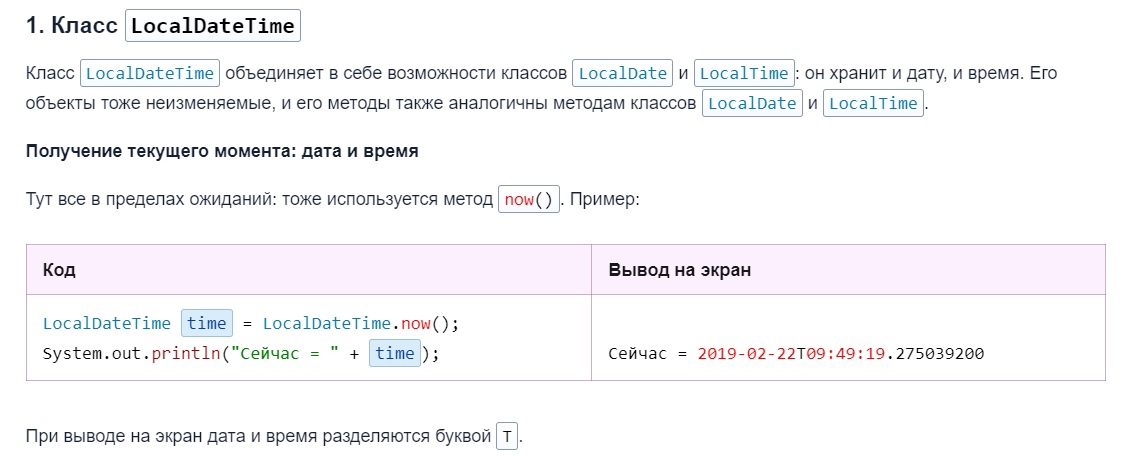 1. Класс LocalDateTime
Класс LocalDateTime объединяет в себе возможности классов LocalDate и LocalTime: он хранит и дату, и время. Его
объекты тоже неизменяемые, и его методы также аналогичны методам классов LocalDate и LocalTime.
Получение текущего момента: дата и время
Тут все в пределах ожиданий: тоже используется метод now(). Пример:
Код
Вывод на экран
LocalDateTime time = LocalDateTime.now();
System.out.println("Сейчас = " + time);
Сейчас = 2019-02-22T09:49:19.275039200
При выводе на экран дата и время разделяются буквой T.